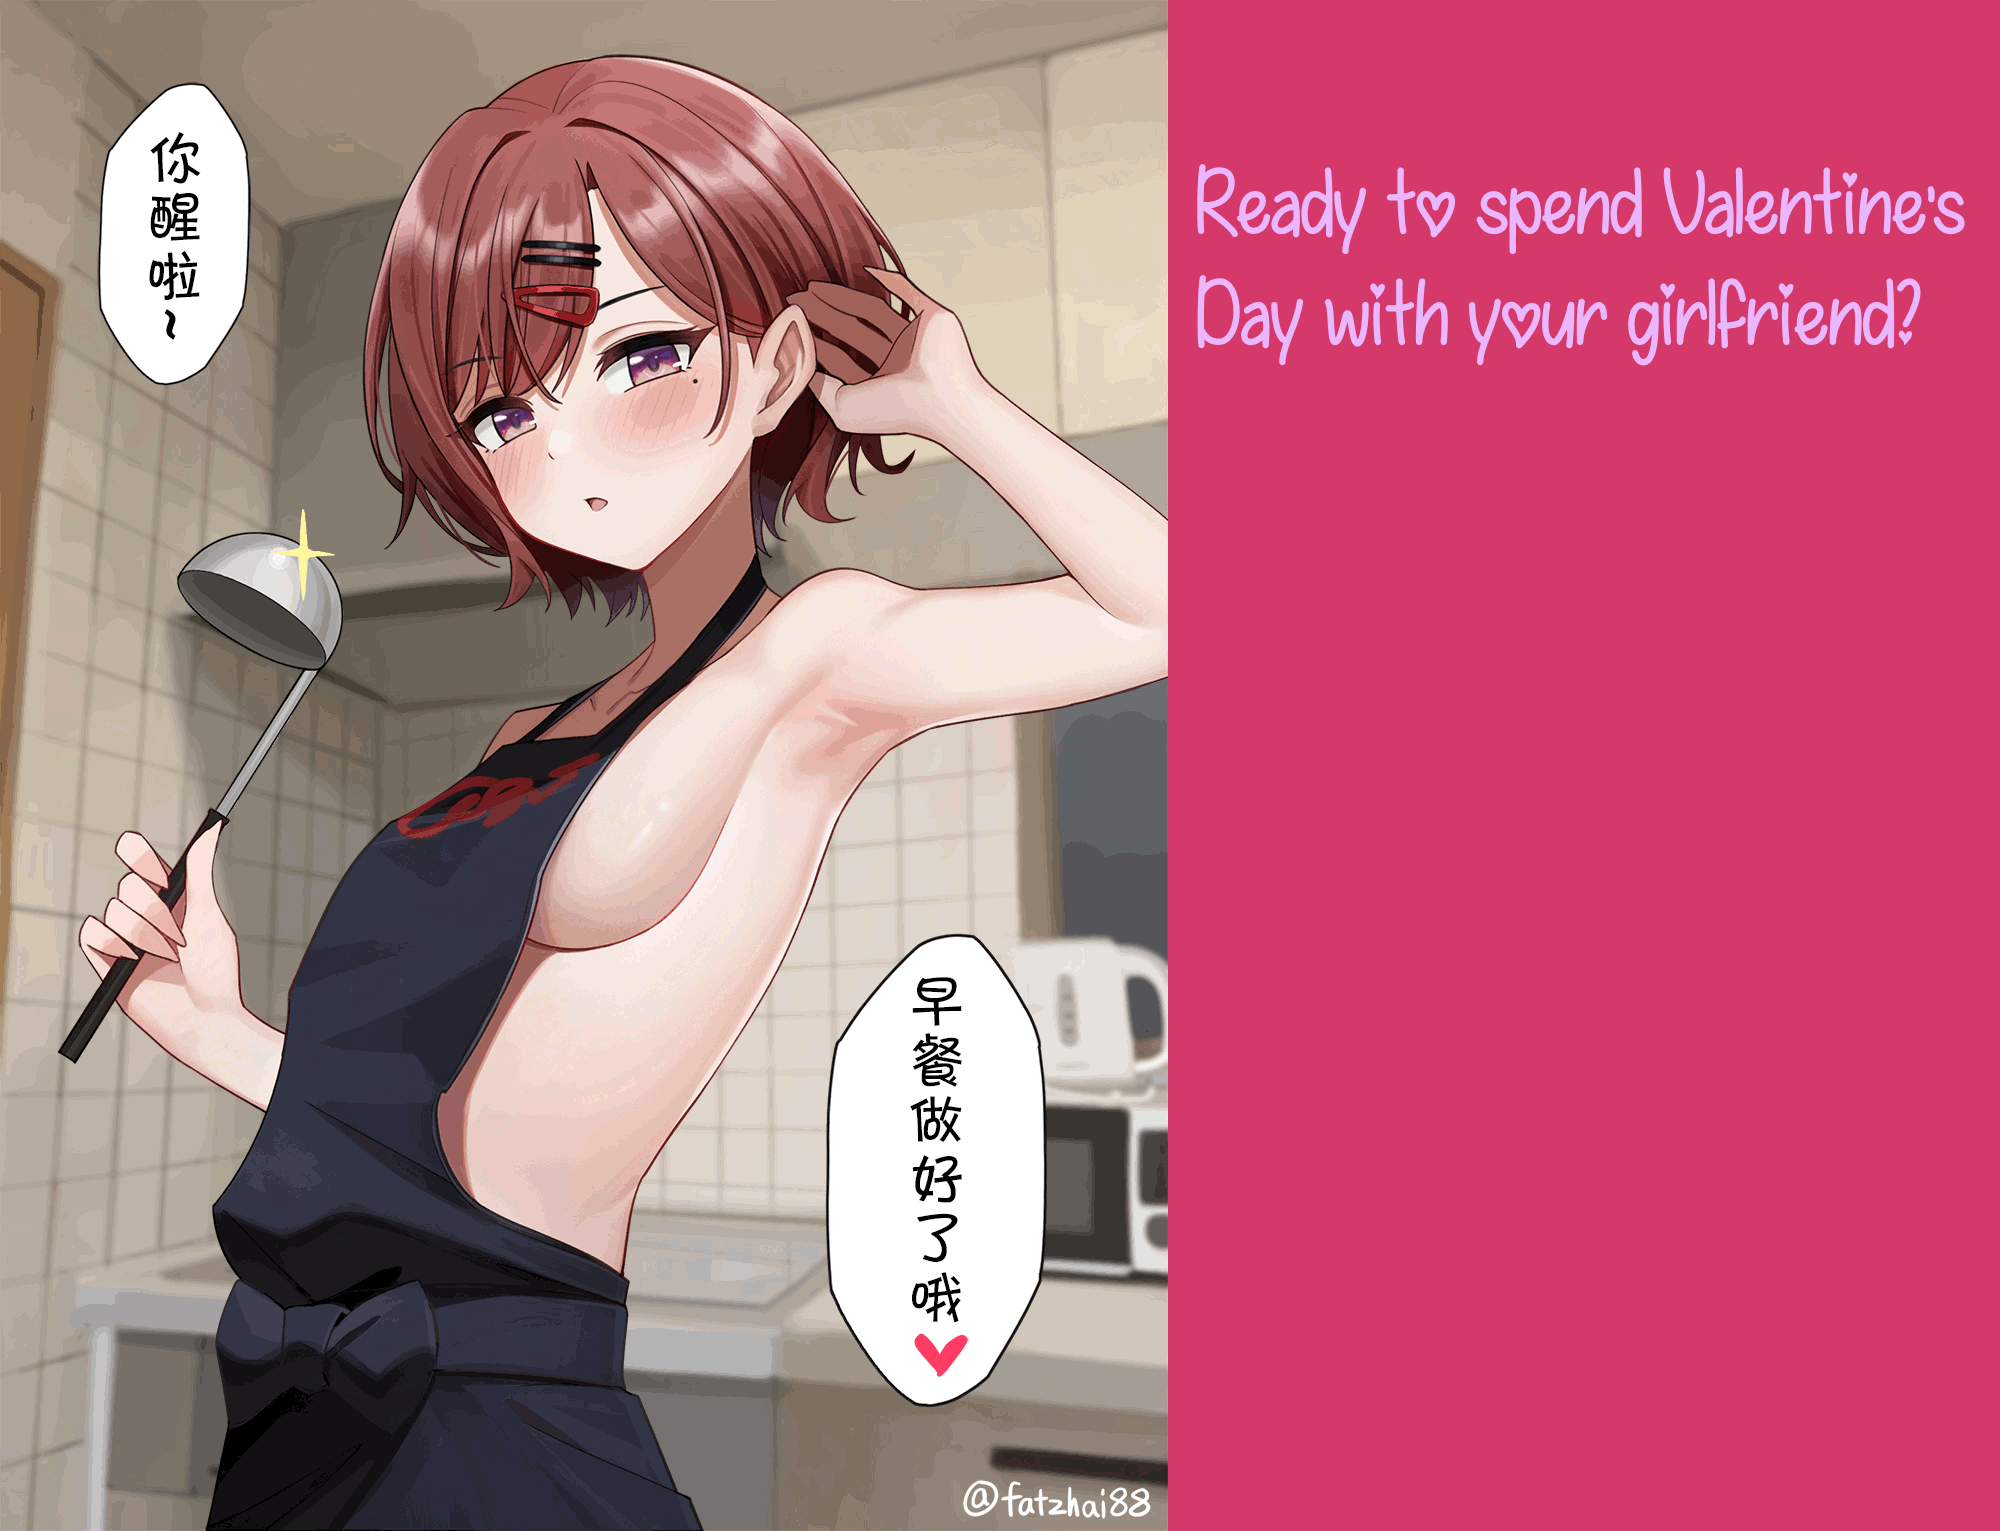 你醒啦~
Ready to spend Valentine's
Day with your girlfriend?
早餐做好了哦♥
@fatzhai88